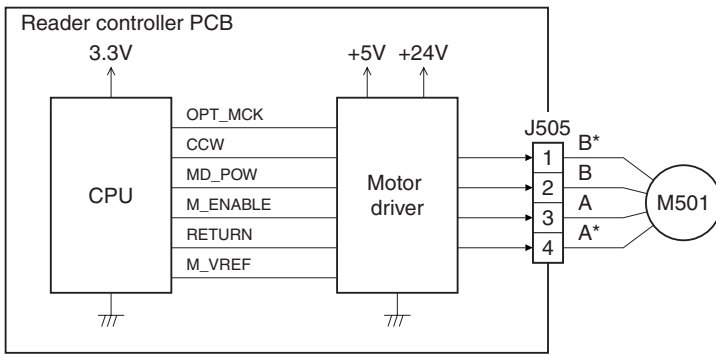 Reader controller PCB
3.3V
+5V +24V
OPT_MCK
CCW
MD_POW
M_ENABLE
RETURN
M_VREF
CPU
Motor
driver
J505
1
2
3
4
B*
B
A
A*
M501